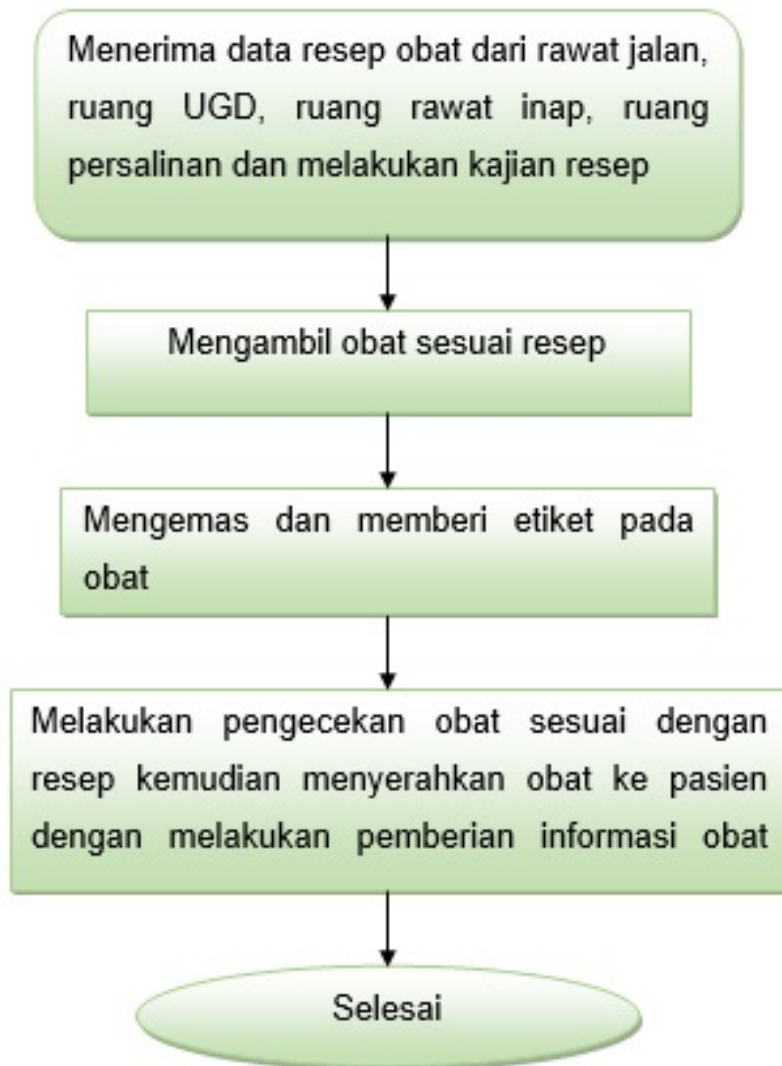 Menerima data resep obat dari rawat jalan,
ruang UGD, ruang rawat inap, ruang
persalinan dan melakukan kajian resep
Mengambil obat sesuai resep
Mengemas dan memberi etiket pada
obat
Melakukan pengecekan obat sesuai dengan
resep kemudian menyerahkan obat ke pasien
dengan melakukan pemberian informasi obat
Selesai